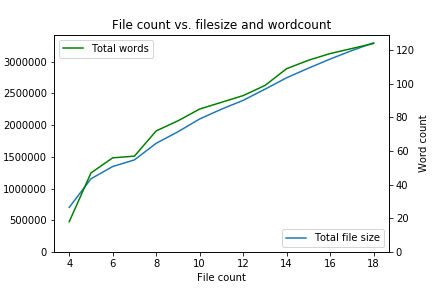 File count vs. filesize and wordcount
Total words
3000000
2500000
2000000
1500000
1000000
500000
0
120
100
80
60
40
20
0
Word count
Total file size
4 6 8 10 12 14 16 18
File count